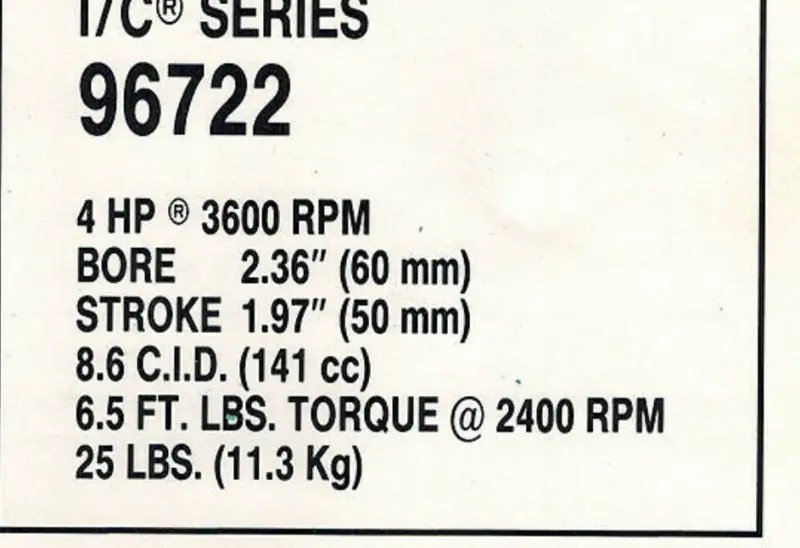 I/C® SERIES
96722
4 HP ® 3600 RPM
BORE 2.36" (60 mm)
STROKE 1.97" (50 mm)
8.6 C.I.D. (141 cc)
6.5 FT. LBS. TORQUE @ 2400 RPM
25 LBS. (11.3 Kg)